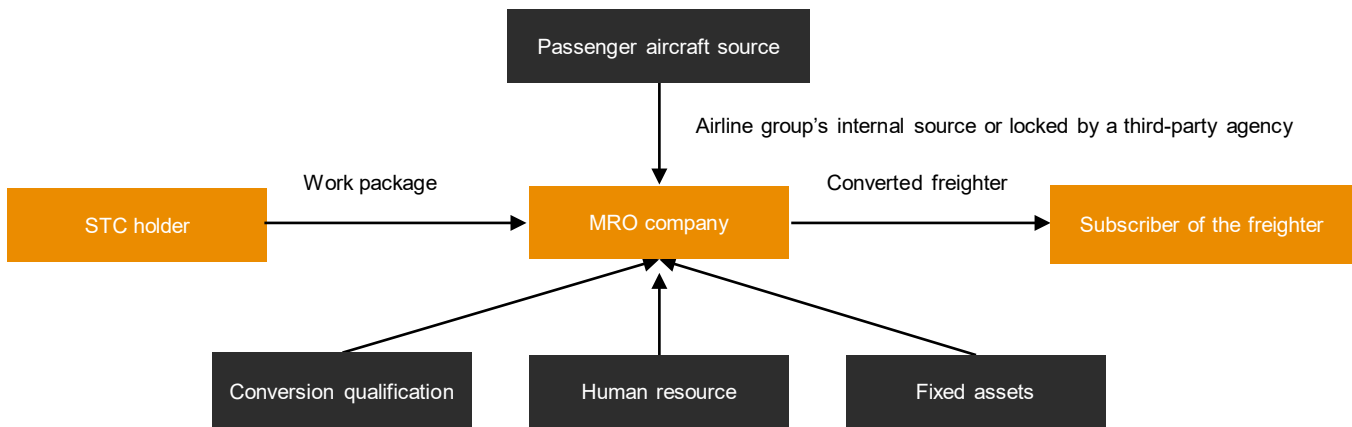 Passenger aircraft source
Airline group's internal source or locked by a third-party agency
Work package
Converted freighter
STC holder
MRO company
Subscriber of the freighter
Conversion qualification
Human resource
Fixed assets